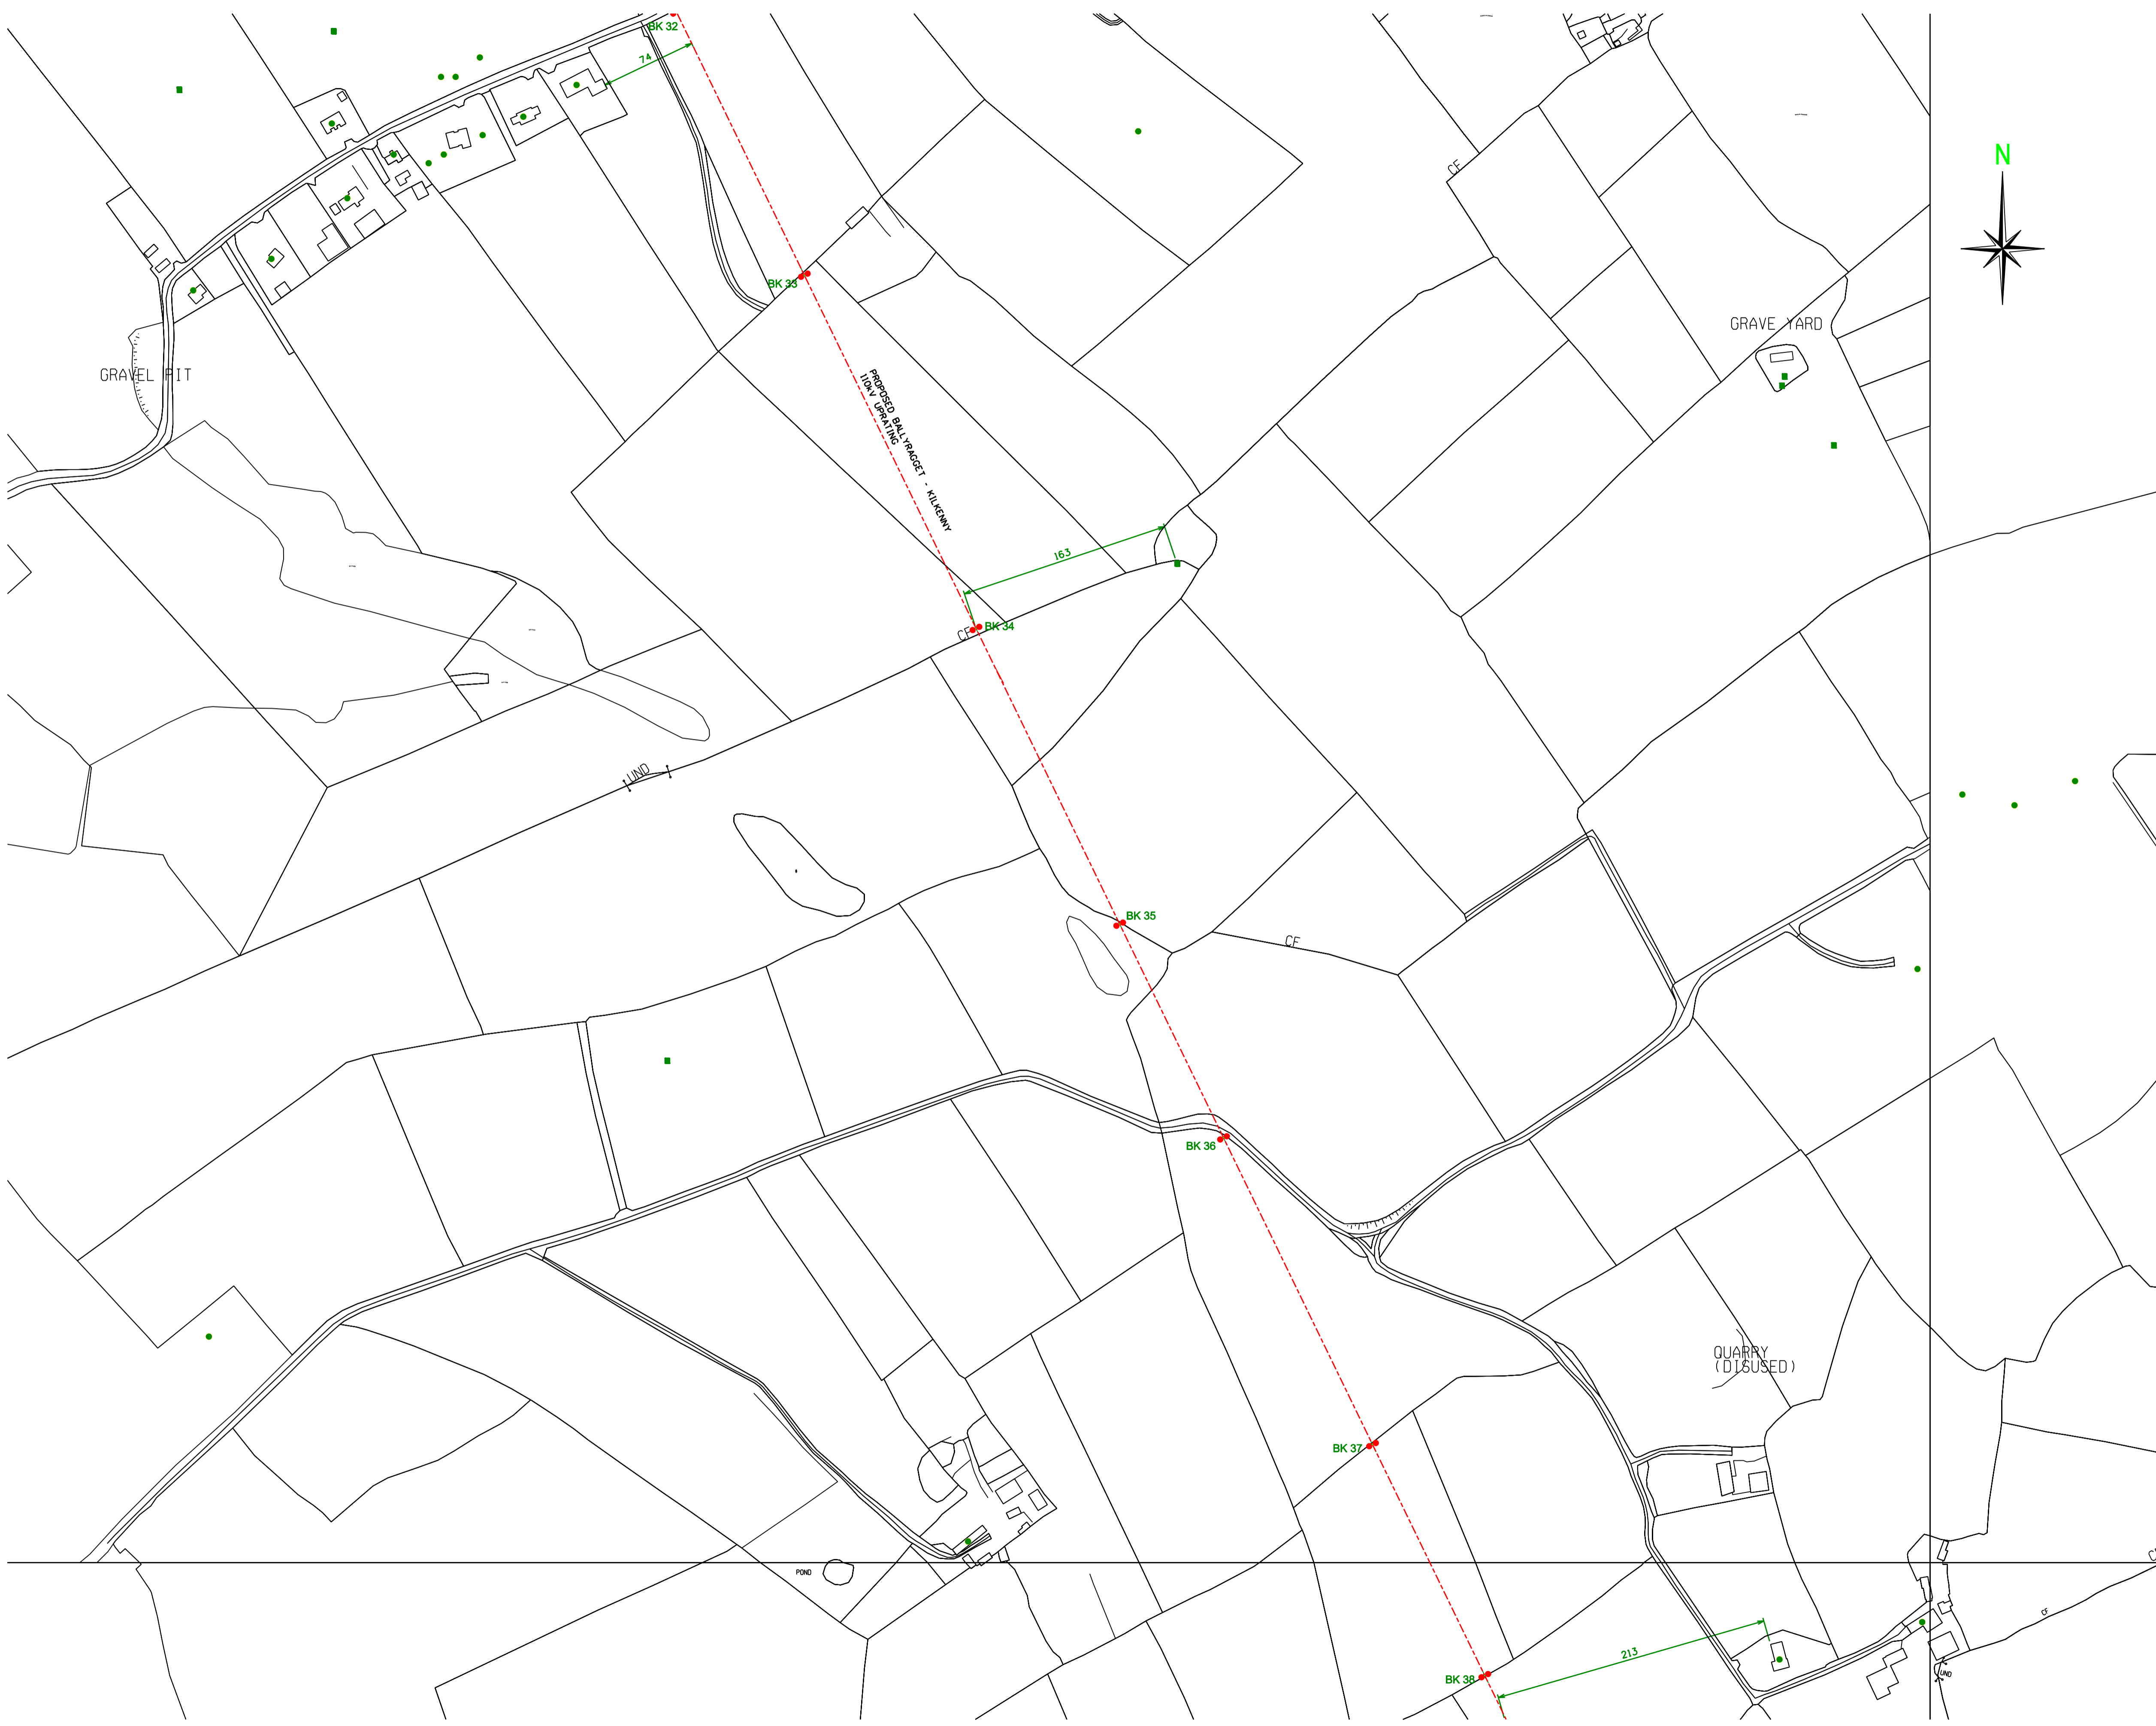 BK 32
74
CF
N
BK 33
GRAVE YARD
GRAVEL PIT
PROPOSED BALLYRAGGET - KILKENNY
110kV UPRATING
163
CF
BK 34
UND
BK 35
CF
BK 36
QUARRY
(DISUSED)
BK 37
POND
CF
213
BK 38
UND